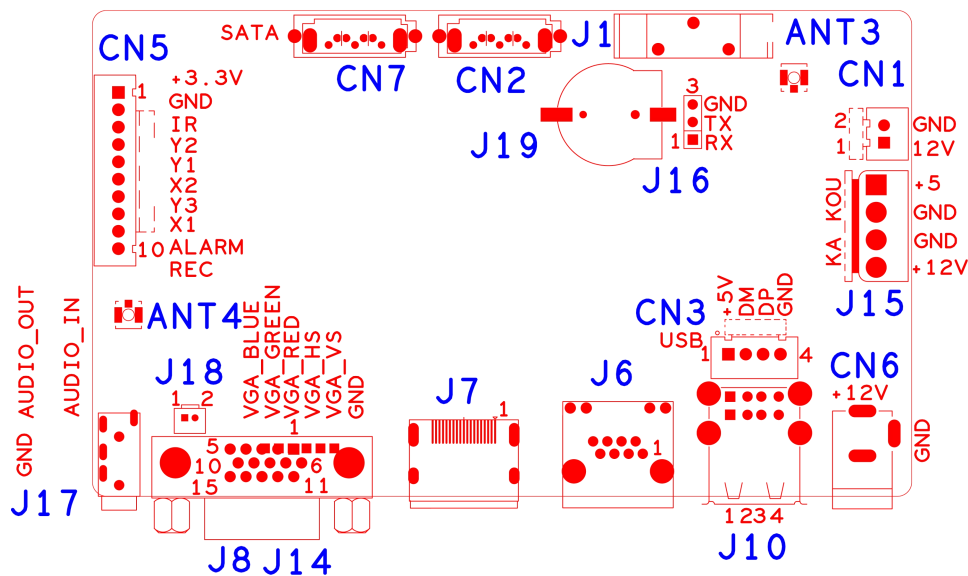 SATA
CN7
CN2
J1
ANT3
CN5
CN1
+3.3V
1
GND
IR
Y2
Y1
X2
Y3
X1
10 ALARM
REC
J19
3
GND
TX
1
RX
J16
2
GND
1
12V
KOU
KA
+5
GND
GND
+12V
J15
ANT4
J18
1 2
GND AUDIO_OUT
AUDIO_IN
J17
VGA_BLUE
VGA_GREEN
VGA_RED
VGA_HS
VGA_VS
GND
1
5
10
6
15
11
J8
J14
J7
1
J6
1
CN3
+5V
DM
DP
GND
USB
1
4
1234
J10
CN6
+12V
GND